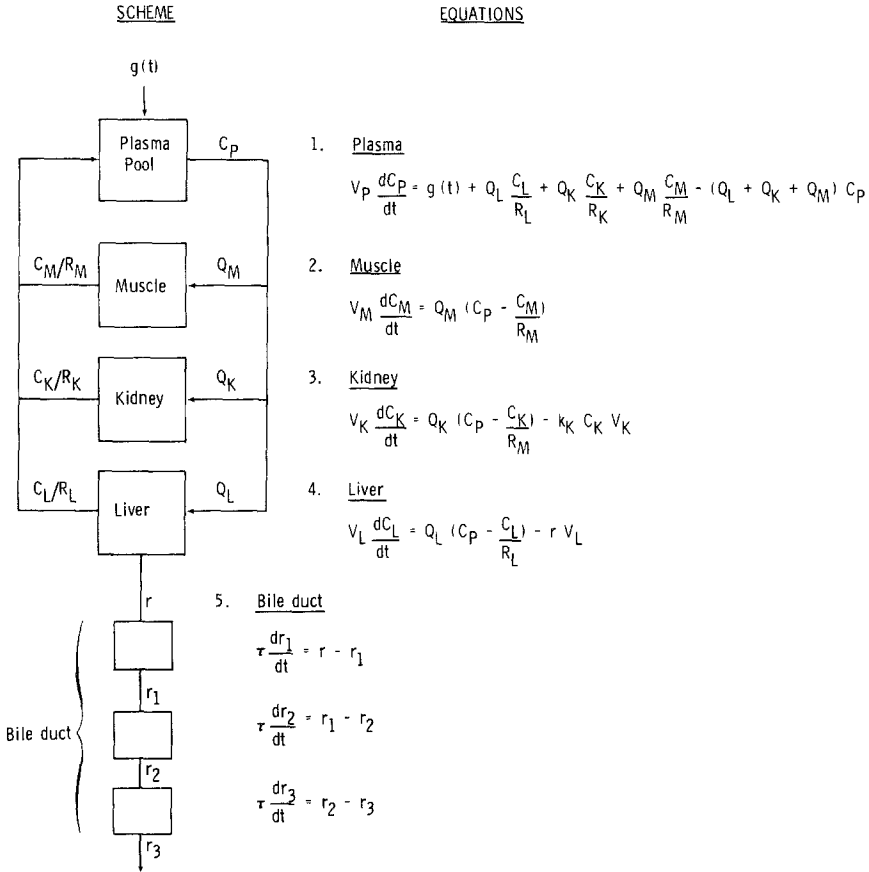 SCHEME
EQUATIONS
g(t)
Plasma Pool
C_P
C_M/R_M
Muscle
Q_M
C_K/R_K
Kidney
Q_K
C_L/R_L
Liver
Q_L
r
Bile duct
r_1
r_2
r_3
1. Plasma
V_P dC_P/dt = g(t) + Q_L C_L/R_L + Q_K C_K/R_K + Q_M C_M/R_M - (Q_L + Q_K + Q_M) C_P
2. Muscle
V_M dC_M/dt = Q_M (C_P - C_M/R_M)
3. Kidney
V_K dC_K/dt = Q_K (C_P - C_K/R_M) - k_K C_K V_K
4. Liver
V_L dC_L/dt = Q_L (C_P - C_L/R_L) - r V_L
5. Bile duct
τ dr_1/dt = r - r_1
τ dr_2/dt = r_1 - r_2
τ dr_3/dt = r_2 - r_3